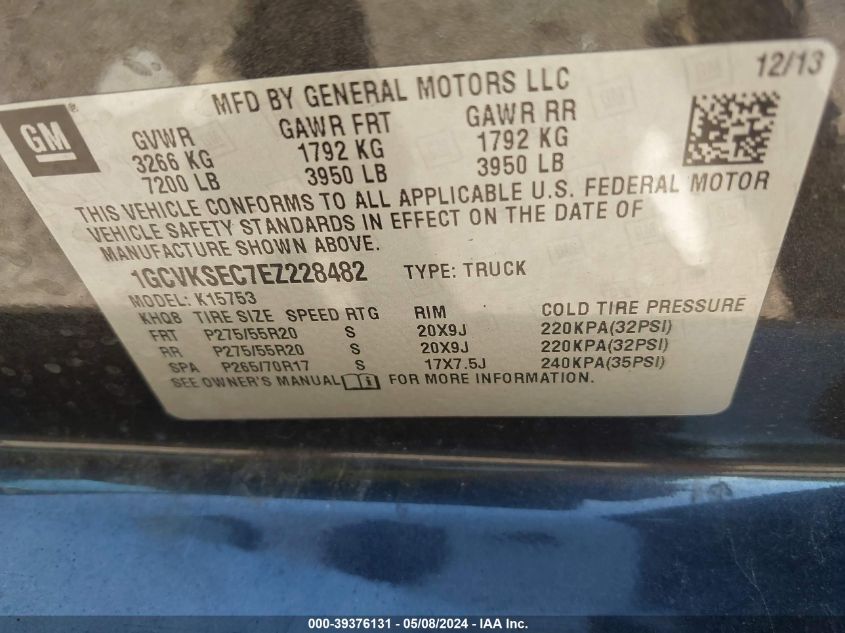 12/13
MFD BY GENERAL MOTORS LLC
GM ®
GVWR GAWR FRT GAWR RR
3266 KG 1792 KG 1792 KG
7200 LB 3950 LB 3950 LB
THIS VEHICLE CONFORMS TO ALL APPLICABLE U.S. FEDERAL MOTOR
VEHICLE SAFETY STANDARDS IN EFFECT ON THE DATE OF
MANUFACTURE SHOWN ABOVE.
1GCVKSEC7EZ228482 TYPE: TRUCK
MODEL: K15753
KHQ8 TIRE SIZE SPEED RTG RIM COLD TIRE PRESSURE
FRT P275/55R20 S 20X9J 220KPA(32PSI)
RR P275/55R20 S 20X9J 220KPA(32PSI)
SPA P265/70R17 S 17X7.5J 240KPA(35PSI)
SEE OWNER'S MANUAL FOR MORE INFORMATION.
000-39376131 - 05/08/2024 - Copyright © 2024 IAA, Inc.